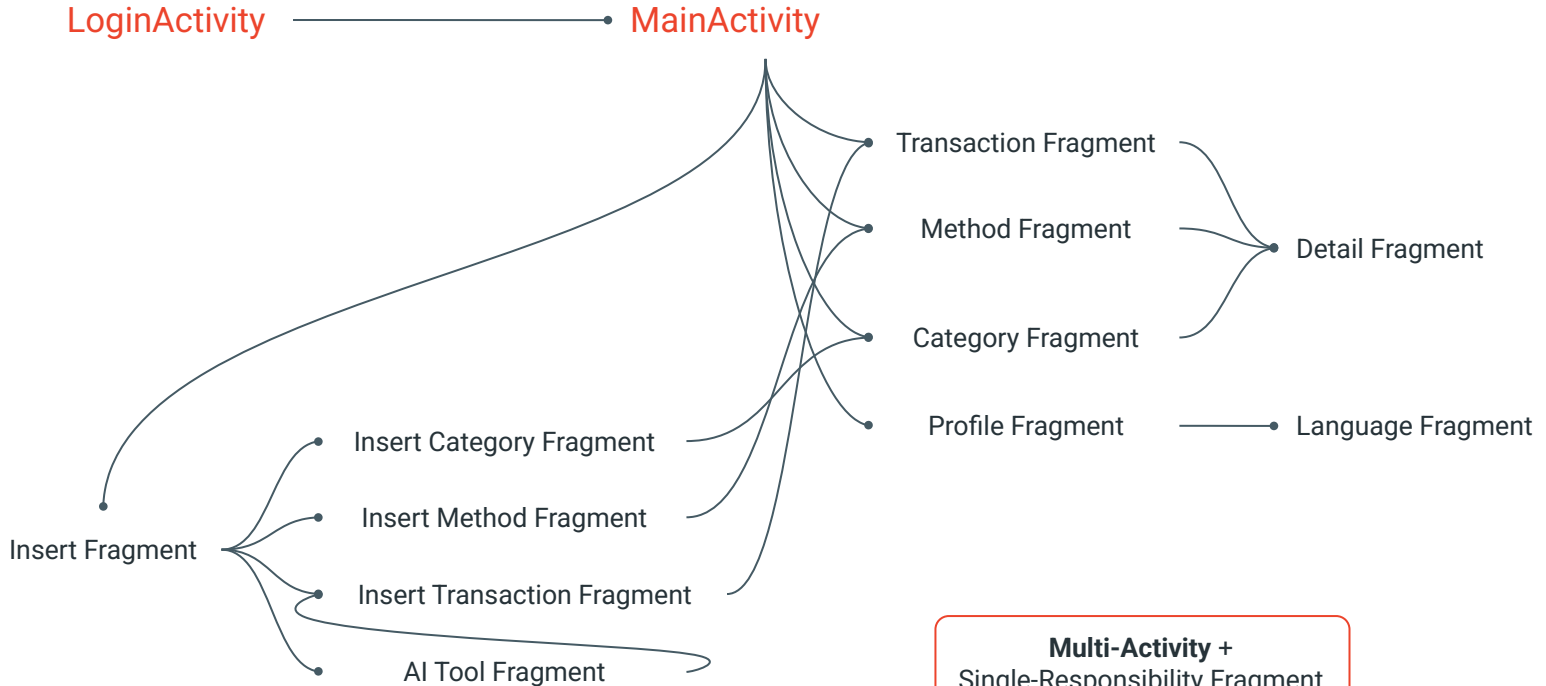 LoginActivity
MainActivity
Transaction Fragment
Method Fragment
Detail Fragment
Category Fragment
Profile Fragment
Language Fragment
Insert Category Fragment
Insert Method Fragment
Insert Fragment
Insert Transaction Fragment
AI Tool Fragment
Multi-Activity +
Single-Responsibility Fragment